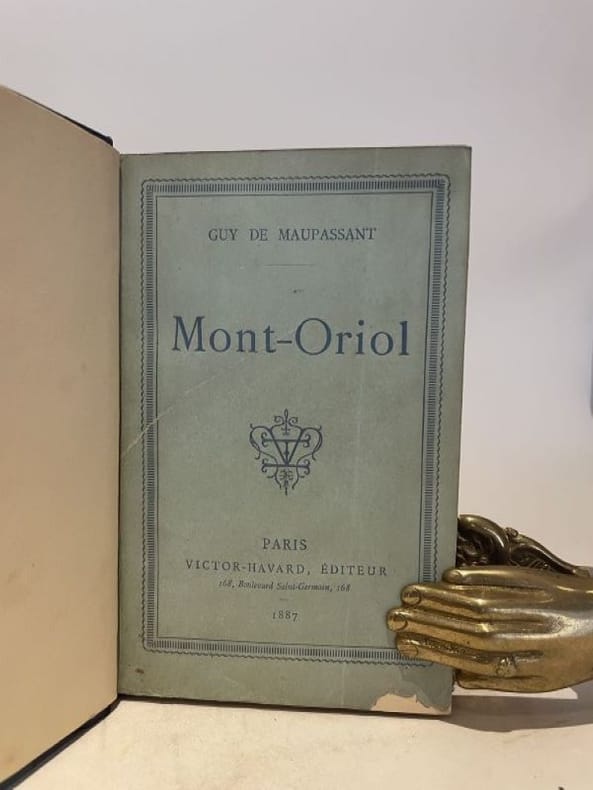 GUY DE MAUPASSANT
Mont-Oriol
PARIS
VICTOR-HAVARD, ÉDITEUR
168, Boulevard Saint-Germain, 168
1887